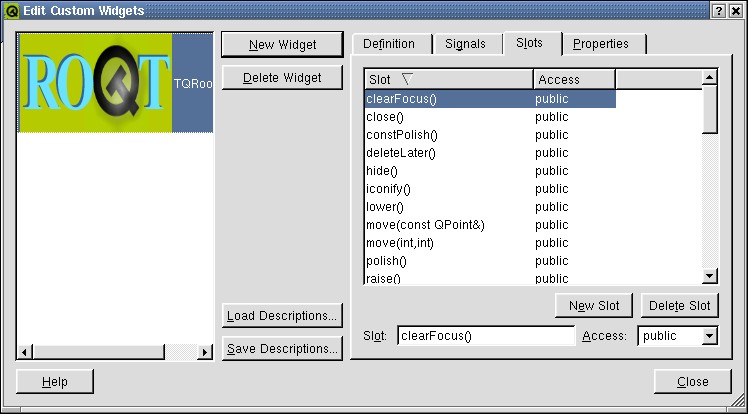 Edit Custom Widgets
ROQT
TQRoo
New Widget
Delete Widget
Load Descriptions...
Save Descriptions...
Definition
Signals
Slots
Properties
Slot Access
clearFocus() public
close() public
constPolish() public
deleteLater() public
hide() public
iconify() public
lower() public
move(const QPoint&) public
move(int,int) public
polish() public
raise() public
New Slot
Delete Slot
Slot: clearFocus() Access: public
Help
Close